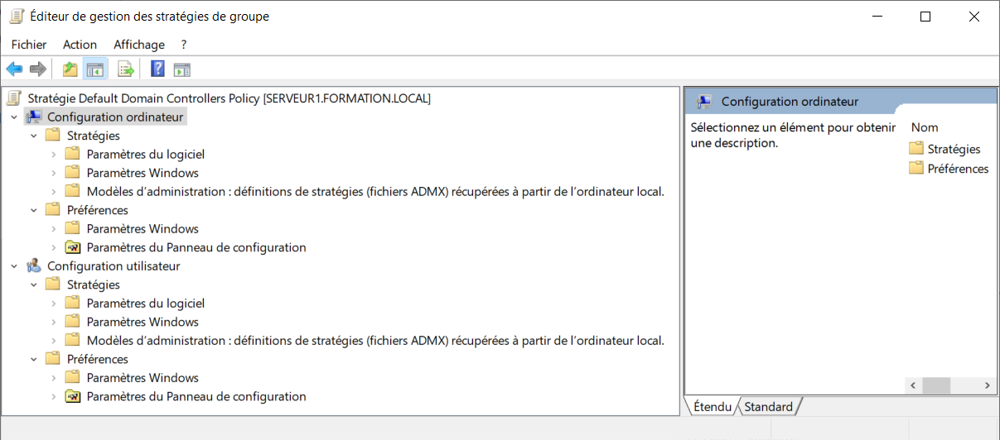 Éditeur de gestion des stratégies de groupe
Fichier Action Affichage ?
Stratégie Default Domain Controllers Policy [SERVEUR1.FORMATION.LOCAL]
Configuration ordinateur
Stratégies
Paramètres du logiciel
Paramètres Windows
Modèles d’administration : définitions de stratégies (fichiers ADMX) récupérées à partir de l’ordinateur local.
Préférences
Paramètres Windows
Paramètres du Panneau de configuration
Configuration utilisateur
Stratégies
Paramètres du logiciel
Paramètres Windows
Modèles d’administration : définitions de stratégies (fichiers ADMX) récupérées à partir de l’ordinateur local.
Préférences
Paramètres Windows
Paramètres du Panneau de configuration
Configuration ordinateur
Sélectionnez un élément pour obtenir
une description.
Nom
Stratégies
Préférences
Étendu Standard